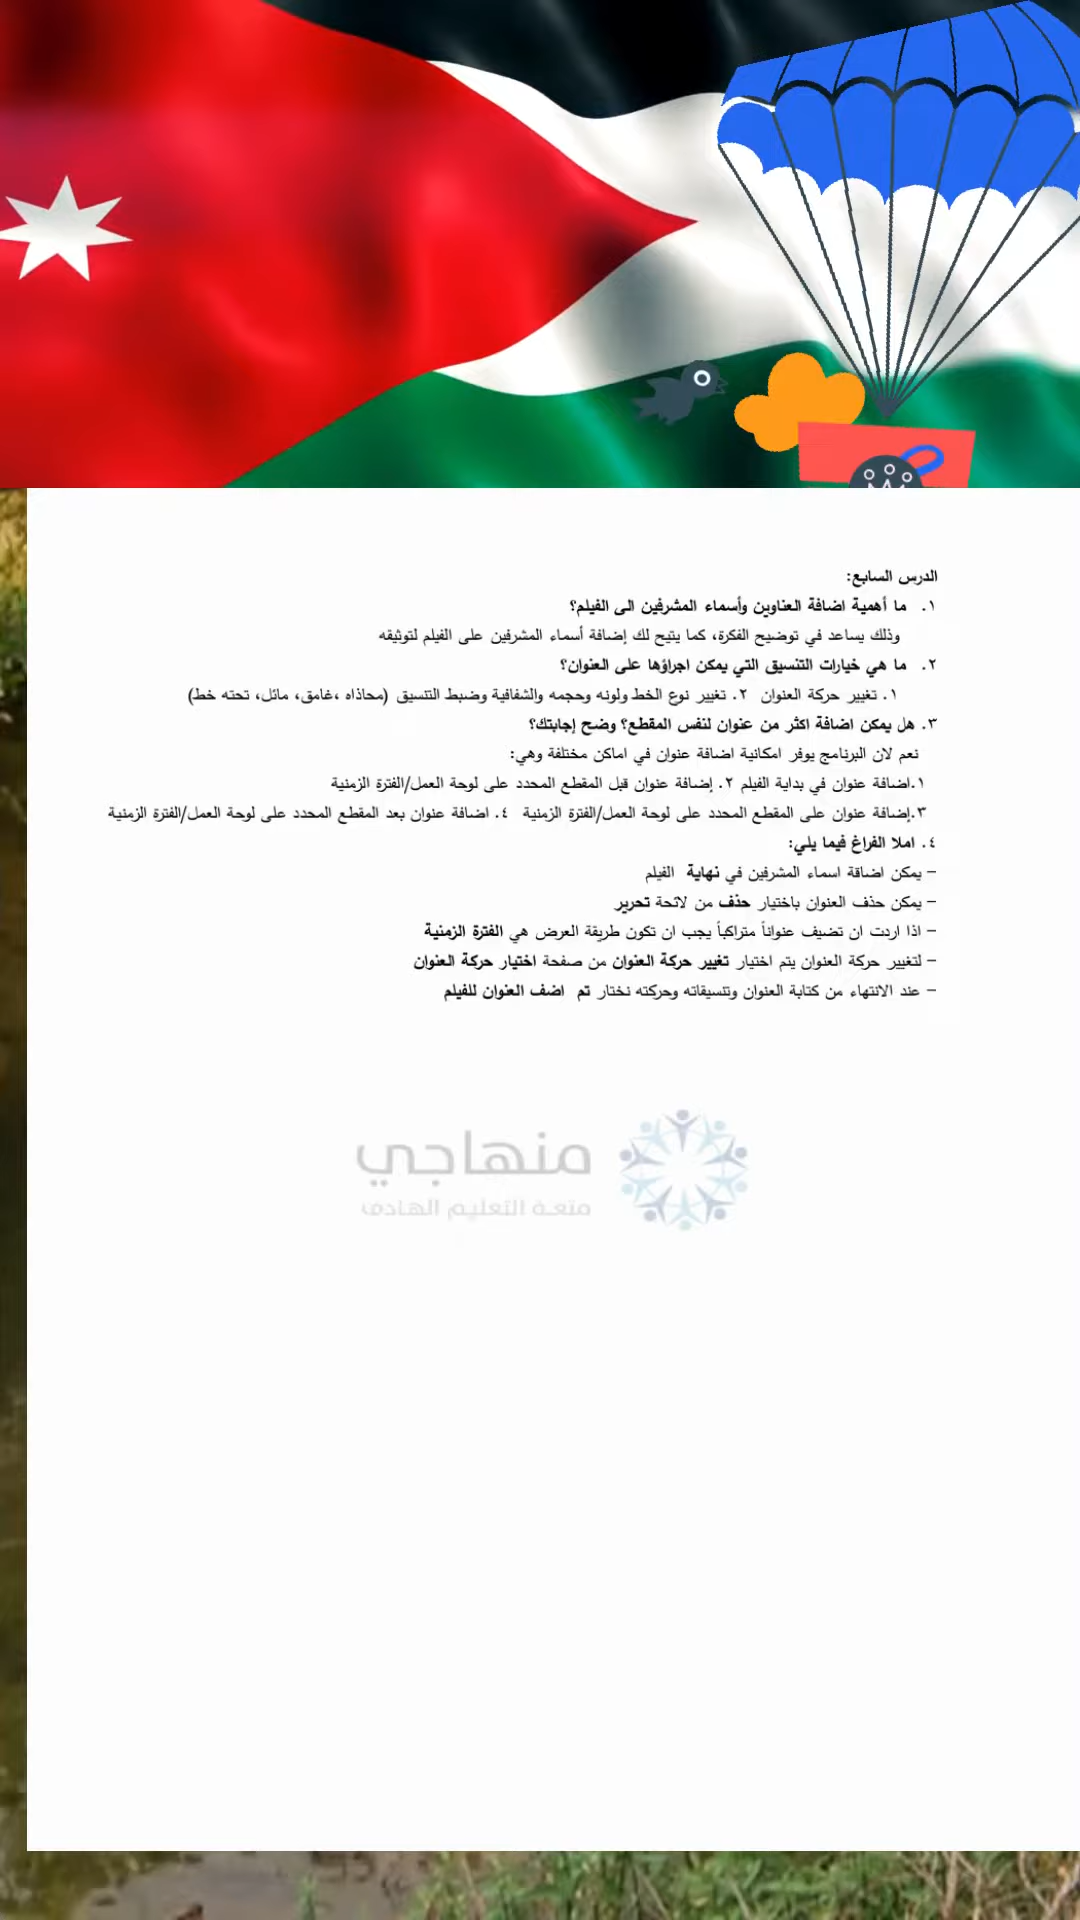 الدرس السابع:
١. ما أهمية اضافة العناوين وأسماء المشرفين الى الفيلم؟
وذلك يساعد في توضيح الفكرة، كما يتيح لك إضافة أسماء المشرفين على الفيلم لتوثيقه
٢. ما هي خيارات التنسيق التي يمكن اجراؤها على العنوان؟
١. تغيير حركة العنوان ٢. تغيير نوع الخط ولونه وحجمه والشفافية وضبط التنسيق (محاذاه ،غامق، مائل، تحته خط)
٣. هل يمكن اضافة اكثر من عنوان لنفس المقطع؟ وضح إجابتك؟
نعم لان البرنامج يوفر امكانية اضافة عنوان في اماكن مختلفة وهي:
١.اضافة عنوان في بداية الفيلم ٢. إضافة عنوان قبل المقطع المحدد على لوحة العمل/الفترة الزمنية
٣.إضافة عنوان على المقطع المحدد على لوحة العمل/الفترة الزمنية ٤. اضافة عنوان بعد المقطع المحدد على لوحة العمل/الفترة الزمنية
٤. املا الفراغ فيما يلي:
– يمكن اضاقة اسماء المشرفين في نهاية الفيلم
– يمكن حذف العنوان باختيار حذف من لائحة تحرير
– اذا اردت ان تضيف عنواناً متراكباً يجب ان تكون طريقة العرض هي الفترة الزمنية
– لتغيير حركة العنوان يتم اختيار تغيير حركة العنوان من صفحة اختيار حركة العنوان
– عند الانتهاء من كتابة العنوان وتنسيقاته وحركته نختار تم اضف العنوان للفيلم
منهاجي
متعة التعليم الهادف